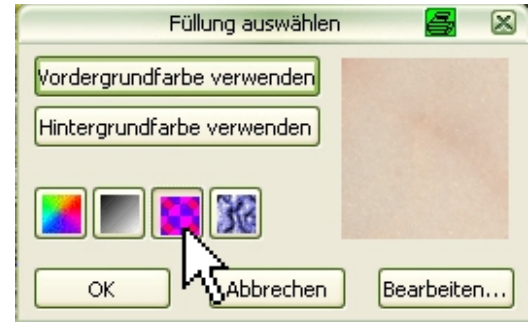 Füllung auswählen
Vordergrundfarbe verwenden
Hintergrundfarbe verwenden
OK
Abbrechen
Bearbeiten...